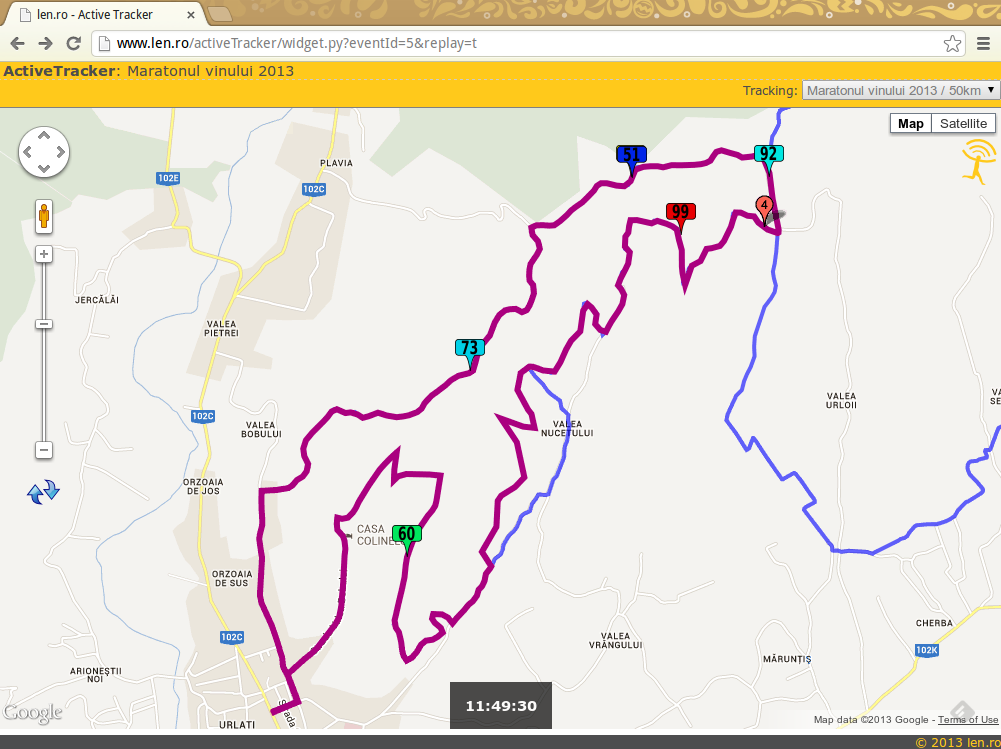 len.ro - Active Tracker
www.len.ro/activeTracker/widget.py?eventId=5&replay=t
ActiveTracker: Maratonul vinului 2013
Tracking: Maratonul vinului 2013 / 50km
Map Satellite
51
92
PLAVIA
102E
102C
99
4
JERCĂLĂI
VALEA
PIETREI
73
VALEA
URLOII
VA
SE
102C
VALEA
BOBULUI
VALEA
NUCETULUI
ORZOAIA
DE JOS
CASA
60
ORZOAIA
DE SUS
CHERBA
102C
VALEA
VRÂNGULUI
102K
MĂRUNȚIȘ
ARIONEȘTII
NOI
Strada
11:49:30
URLATI
Google
Map data ©2013 Google - Terms of Use
© 2013 len.ro